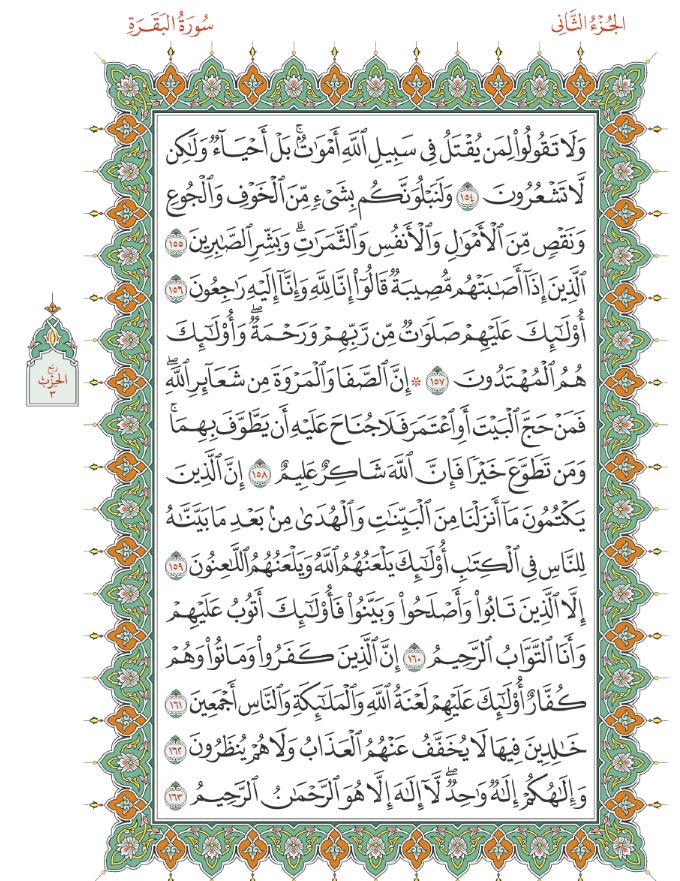 الجُزْءُ الثَّانِي
سُورَةُ البَقَرَةِ
وَلَا تَقُولُواْ لِمَن يُقْتَلُ فِي سَبِيلِ ٱللَّهِ أَمْوَٰتُۢۚ بَلۡ أَحۡيَآءٞ وَلَٰكِن
لَّا تَشۡعُرُونَ ١٥٤ وَلَنَبۡلُوَنَّكُم بِشَيۡءٖ مِّنَ ٱلۡخَوۡفِ وَٱلۡجُوعِ
وَنَقۡصٖ مِّنَ ٱلۡأَمۡوَٰلِ وَٱلۡأَنفُسِ وَٱلثَّمَرَٰتِۗ وَبَشِّرِ ٱلصَّٰبِرِينَ ١٥٥
ٱلَّذِينَ إِذَآ أَصَٰبَتۡهُم مُّصِيبَةٞ قَالُوٓاْ إِنَّا لِلَّهِ وَإِنَّآ إِلَيۡهِ رَٰجِعُونَ ١٥٦
أُوْلَٰٓئِكَ عَلَيۡهِمۡ صَلَوَٰتٞ مِّن رَّبِّهِمۡ وَرَحۡمَةٞۖ وَأُوْلَٰٓئِكَ
هُمُ ٱلۡمُهۡتَدُونَ ١٥٧ ۞ إِنَّ ٱلصَّفَا وَٱلۡمَرۡوَةَ مِن شَعَآئِرِ ٱللَّهِۖ
فَمَنۡ حَجَّ ٱلۡبَيۡتَ أَوِ ٱعۡتَمَرَ فَلَا جُنَاحَ عَلَيۡهِ أَن يَطَّوَّفَ بِهِمَاۚ
وَمَن تَطَوَّعَ خَيۡرٗا فَإِنَّ ٱللَّهَ شَاكِرٌ عَلِيمٌ ١٥٨ إِنَّ ٱلَّذِينَ
يَكۡتُمُونَ مَآ أَنزَلۡنَا مِنَ ٱلۡبَيِّنَٰتِ وَٱلۡهُدَىٰ مِنۢ بَعۡدِ مَا بَيَّنَّٰهُ
لِلنَّاسِ فِي ٱلۡكِتَٰبِ أُوْلَٰٓئِكَ يَلۡعَنُهُمُ ٱللَّهُ وَيَلۡعَنُهُمُ ٱللَّٰعِنُونَ ١٥٩
إِلَّا ٱلَّذِينَ تَابُواْ وَأَصۡلَحُواْ وَبَيَّنُواْ فَأُوْلَٰٓئِكَ أَتُوبُ عَلَيۡهِمۡ
وَأَنَا ٱلتَّوَّابُ ٱلرَّحِيمُ ١٦٠ إِنَّ ٱلَّذِينَ كَفَرُواْ وَمَاتُواْ وَهُمۡ
كُفَّارٌ أُوْلَٰٓئِكَ عَلَيۡهِمۡ لَعۡنَةُ ٱللَّهِ وَٱلۡمَلَٰٓئِكَةِ وَٱلنَّاسِ أَجۡمَعِينَ ١٦١
خَٰلِدِينَ فِيهَا لَا يُخَفَّفُ عَنۡهُمُ ٱلۡعَذَابُ وَلَا هُمۡ يُنظَرُونَ ١٦٢
وَإِلَٰهُكُمۡ إِلَٰهٞ وَٰحِدٞۖ لَّآ إِلَٰهَ إِلَّا هُوَ ٱلرَّحۡمَٰنُ ٱلرَّحِيمُ ١٦٣
ربع
الحزب
٣